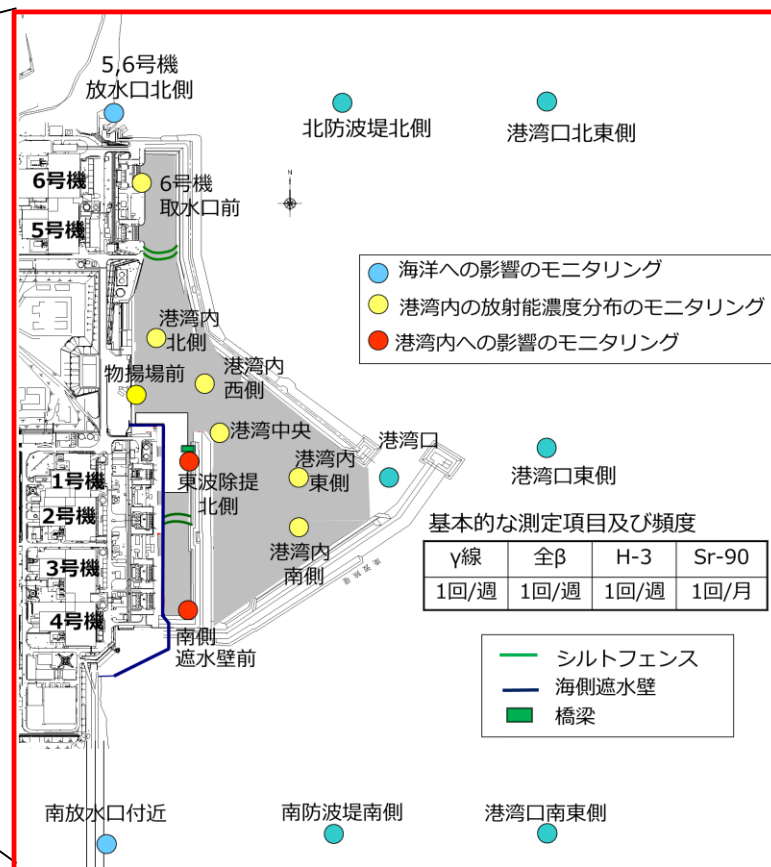 5,6号機
放水口北側
北防波堤北側
港湾口北東側
6号機
5号機
6号機
取水口前
N
海洋への影響のモニタリング
港湾内の放射能濃度分布のモニタリング
港湾内への影響のモニタリング
港湾内
北側
物揚場前
港湾内
西側
港湾中央
港湾口
港湾内
東側
港湾口東側
1号機
2号機
3号機
4号機
東波除提
北側
港湾内
南側
南側
遮水壁前
基本的な測定項目及び頻度
γ線 全β H-3 Sr-90
1回/週 1回/週 1回/週 1回/月
シルトフェンス
海側遮水壁
橋梁
南放水口付近
南防波堤南側
港湾口南東側